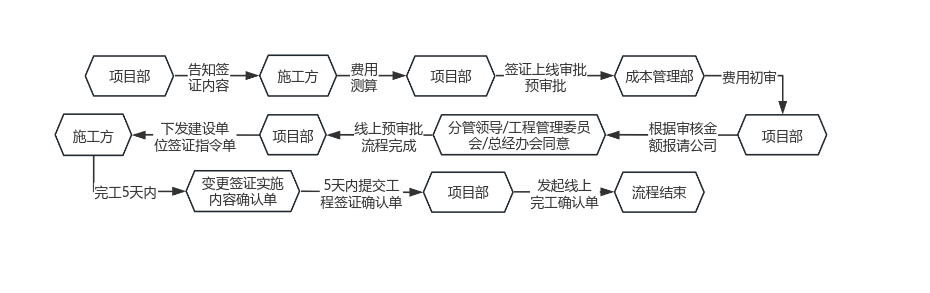 项目部
告知签
证内容
施工方
费用
测算
项目部
签证上线审批
预审批
成本管理部
费用初审
施工方
下发建设单
位签证指令单
项目部
线上预审批
流程完成
分管领导/工程管理委员
会/总经办会同意
根据审核金
额报请公司
项目部
完工5天内
变更签证实施
内容确认单
5天内提交工
程签证确认单
项目部
发起线上
完工确认单
流程结束